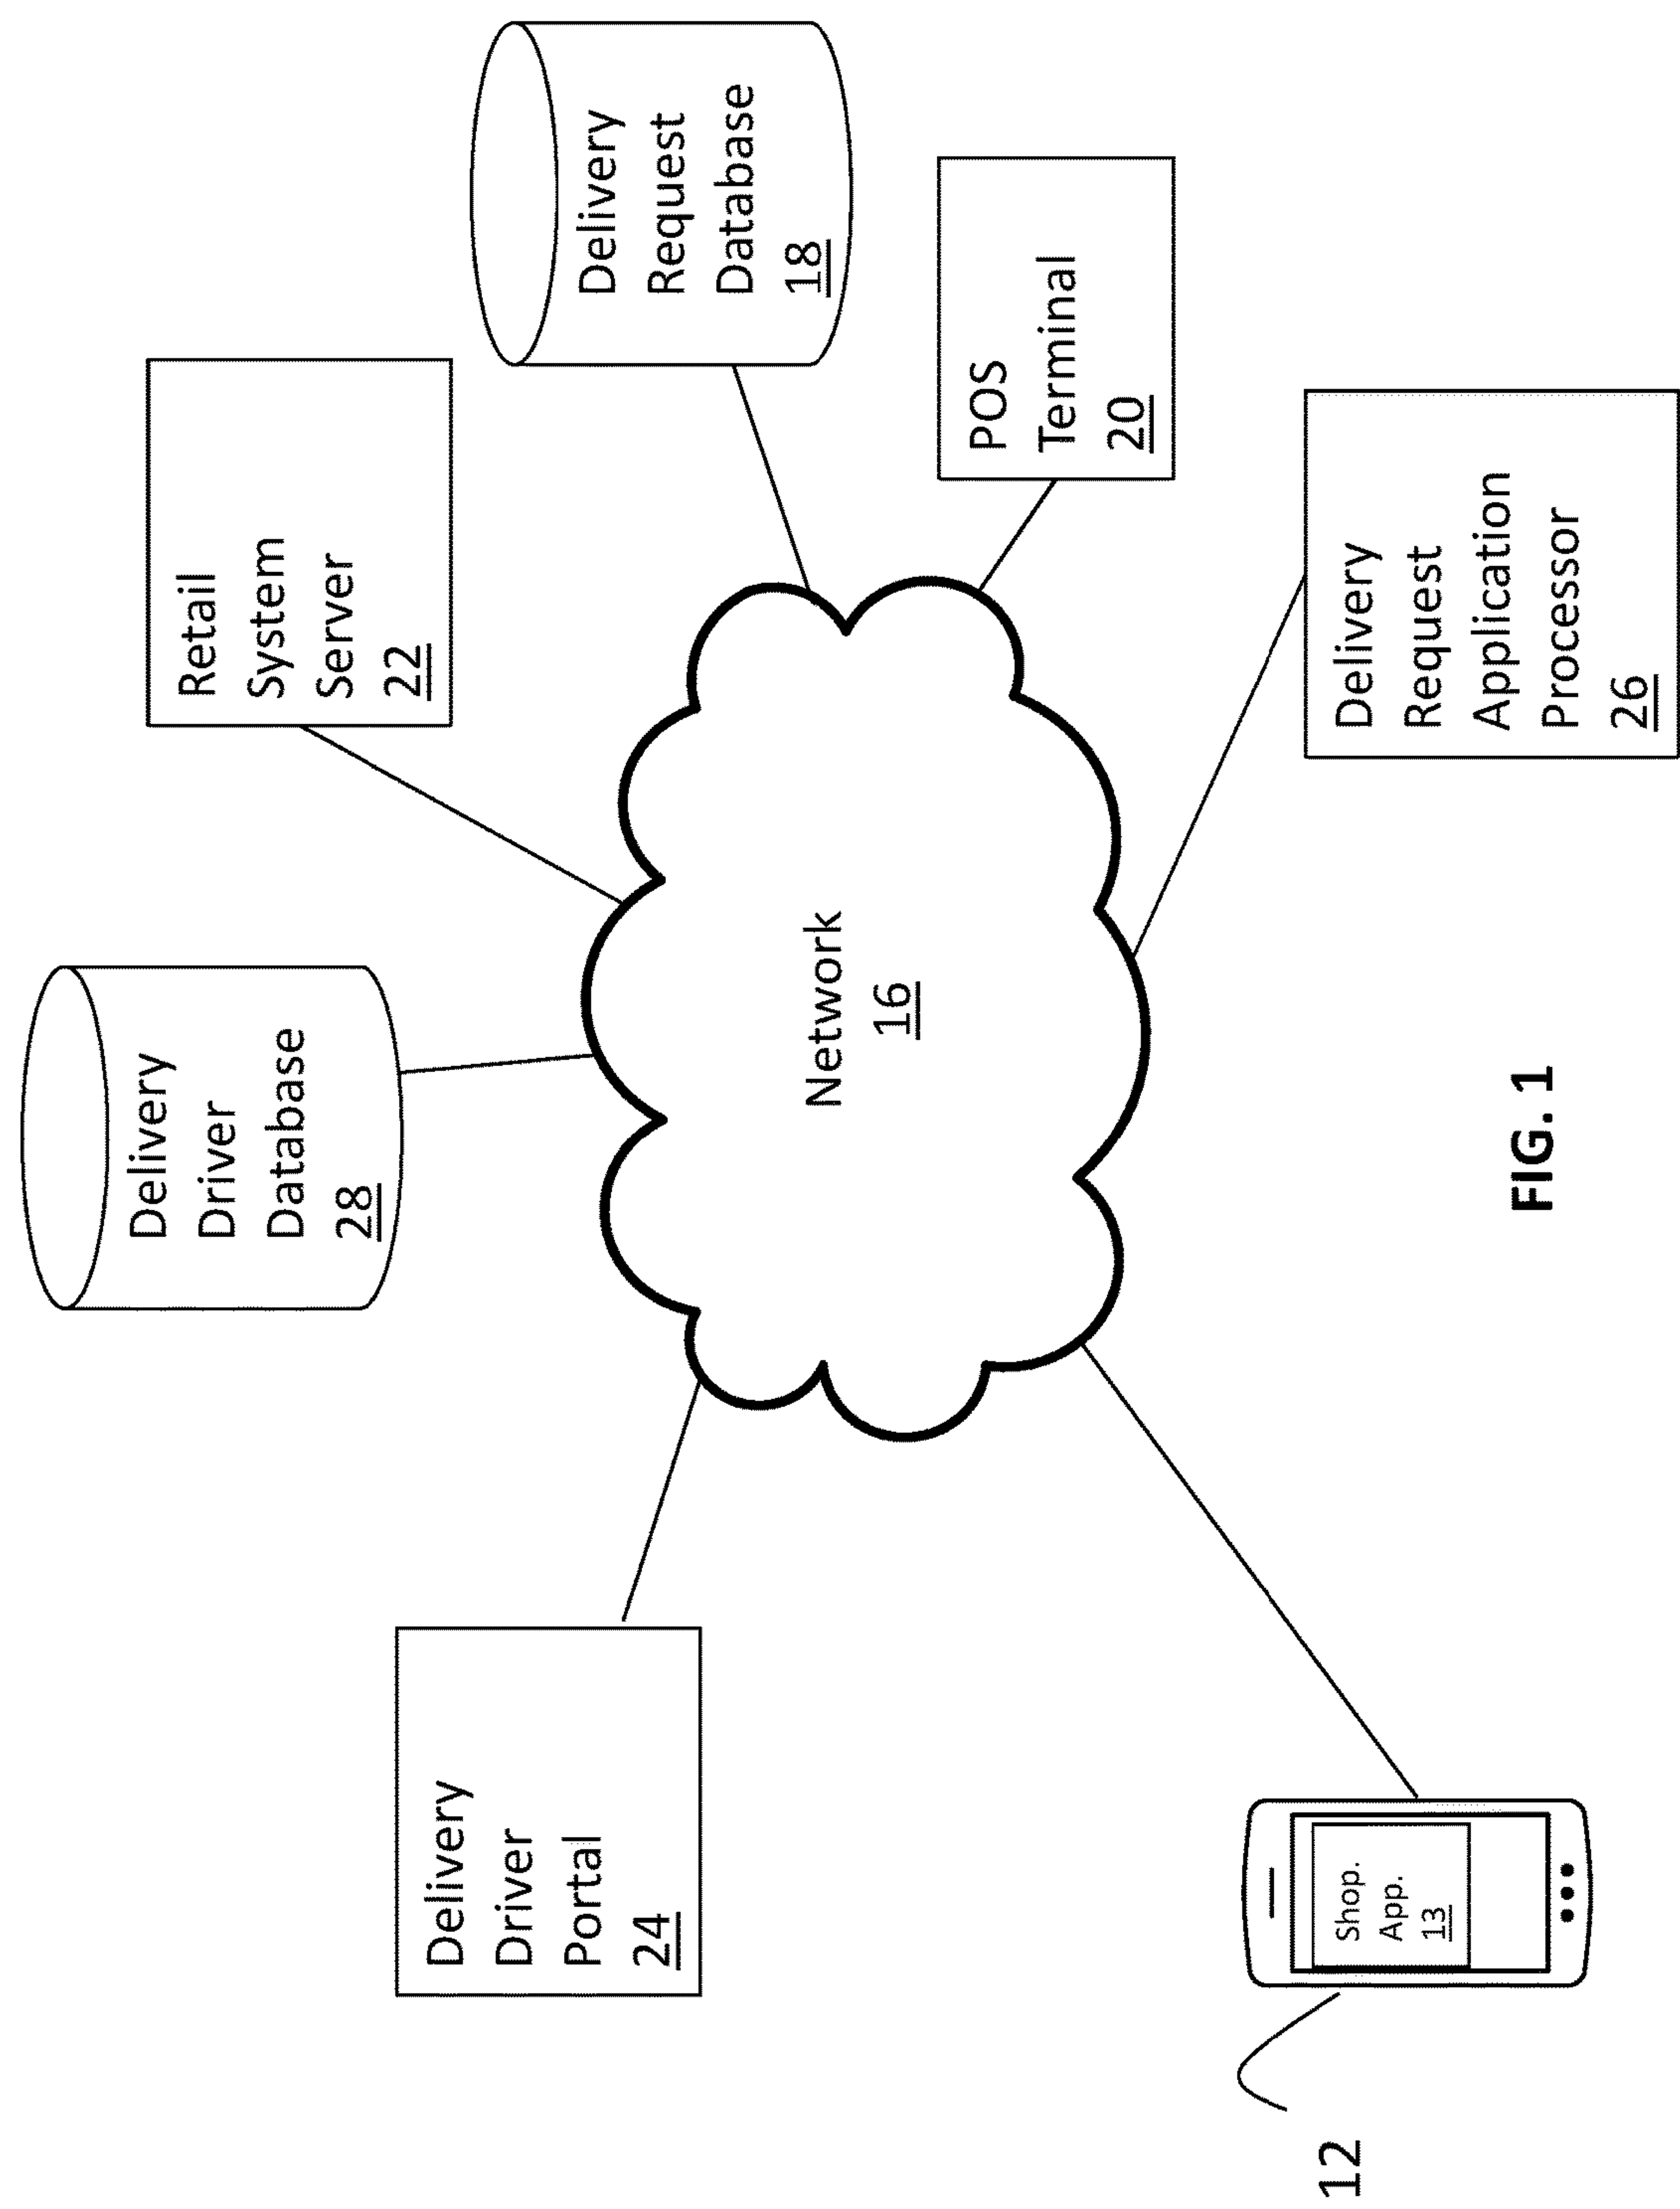 Delivery
Driver
Database
28
Retail
System
Server
22
Delivery
Request
Database
18
Delivery
Driver
Portal
24
Network
16
POS
Terminal
20
Shop.
App.
13
12
Delivery
Request
Application
Processor
26
FIG. 1